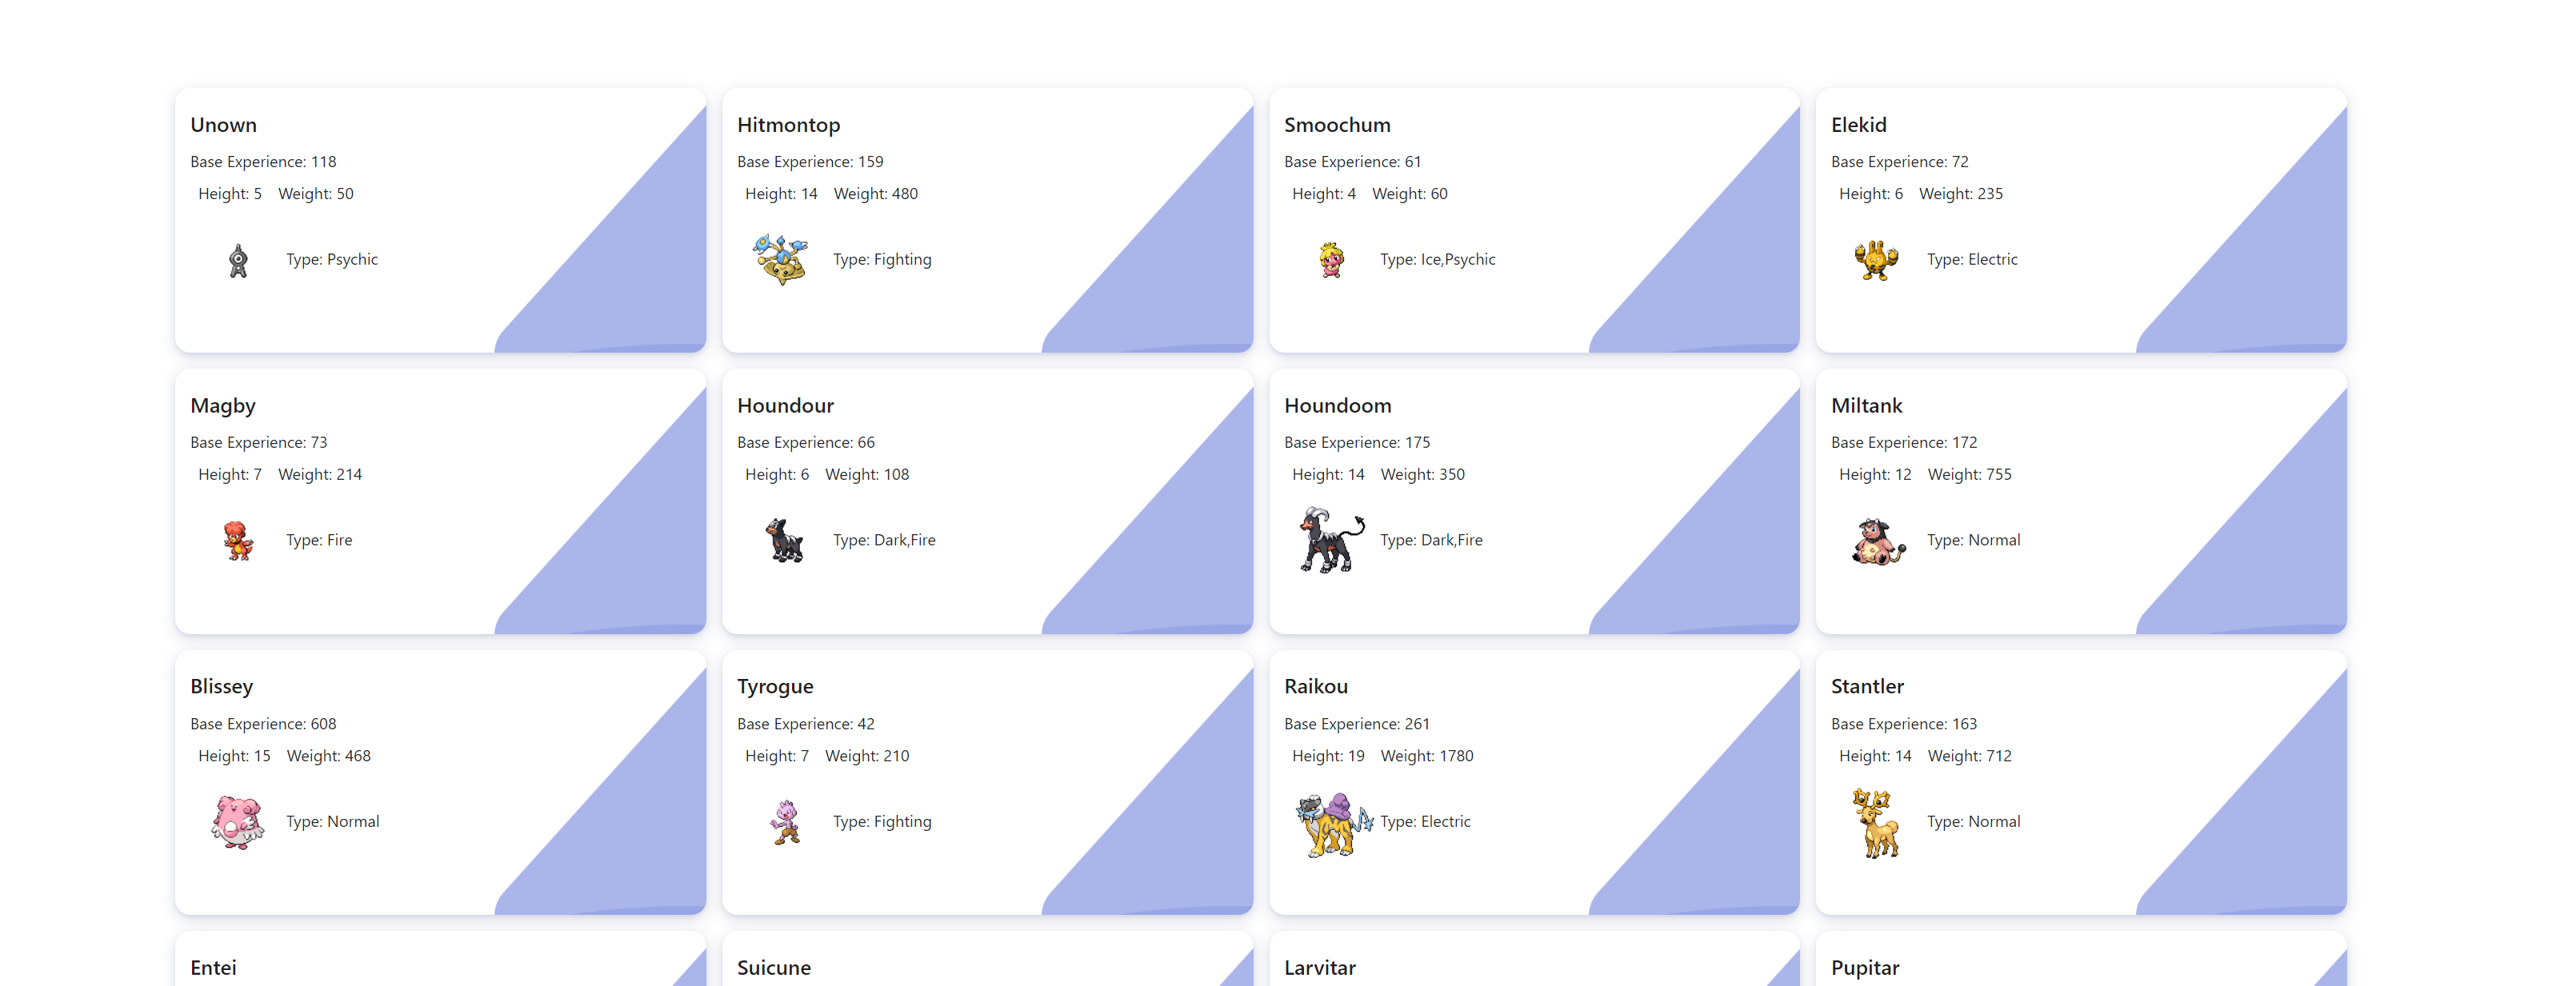 Unown
Base Experience: 118
Height: 5 Weight: 50
Type: Psychic
Hitmontop
Base Experience: 159
Height: 14 Weight: 480
Type: Fighting
Smoochum
Base Experience: 61
Height: 4 Weight: 60
Type: Ice,Psychic
Elekid
Base Experience: 72
Height: 6 Weight: 235
Type: Electric
Magby
Base Experience: 73
Height: 7 Weight: 214
Type: Fire
Houndour
Base Experience: 66
Height: 6 Weight: 108
Type: Dark,Fire
Houndoom
Base Experience: 175
Height: 14 Weight: 350
Type: Dark,Fire
Miltank
Base Experience: 172
Height: 12 Weight: 755
Type: Normal
Blissey
Base Experience: 608
Height: 15 Weight: 468
Type: Normal
Tyrogue
Base Experience: 42
Height: 7 Weight: 210
Type: Fighting
Raikou
Base Experience: 261
Height: 19 Weight: 1780
Type: Electric
Stantler
Base Experience: 163
Height: 14 Weight: 712
Type: Normal
Entei
Suicune
Larvitar
Pupitar